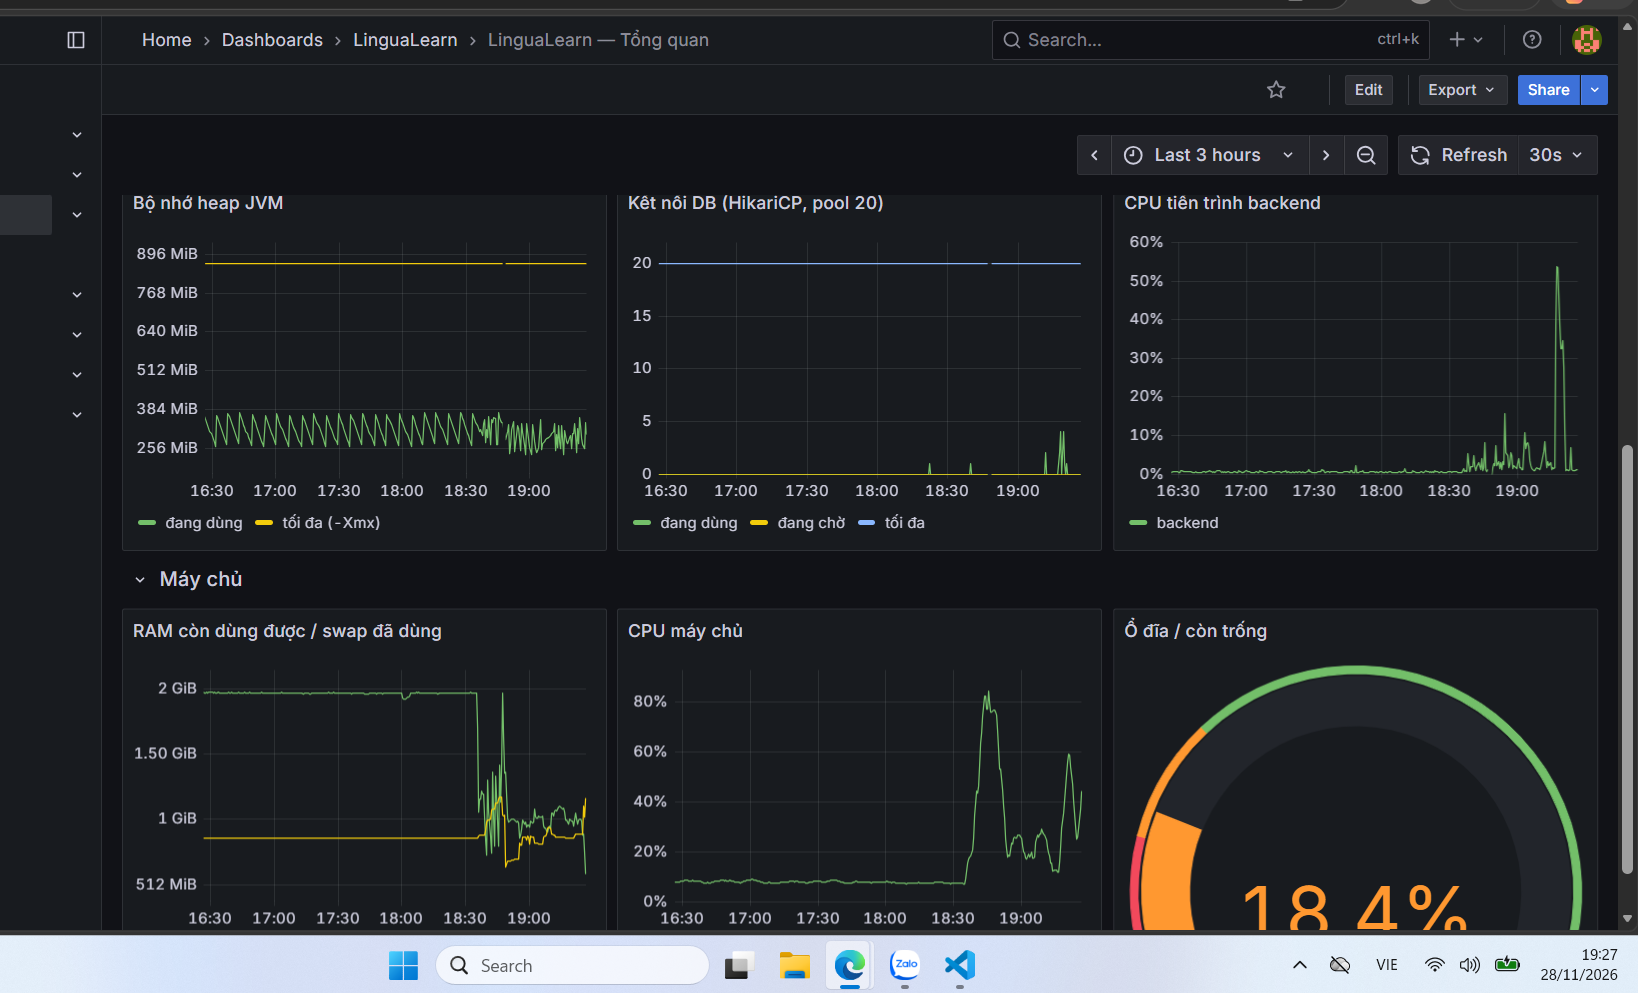 Home › Dashboards › LinguaLearn › LinguaLearn — Tổng quan
Search...
ctrl+k
Edit
Export
Share
Last 3 hours
Refresh
30s
Bộ nhớ heap JVM
896 MiB
768 MiB
640 MiB
512 MiB
384 MiB
256 MiB
16:30 17:00 17:30 18:00 18:30 19:00
đang dùng tối đa (-Xmx)
Kết nối DB (HikariCP, pool 20)
20
15
10
5
0
16:30 17:00 17:30 18:00 18:30 19:00
đang dùng đang chờ tối đa
CPU tiến trình backend
60%
50%
40%
30%
20%
10%
0%
16:30 17:00 17:30 18:00 18:30 19:00
backend
Máy chủ
RAM còn dùng được / swap đã dùng
2 GiB
1.50 GiB
1 GiB
512 MiB
16:30 17:00 17:30 18:00 18:30 19:00
CPU máy chủ
80%
60%
40%
20%
0%
16:30 17:00 17:30 18:00 18:30 19:00
Ổ đĩa / còn trống
18.4%
Search
Zalo
VIE
19:27
28/11/2026